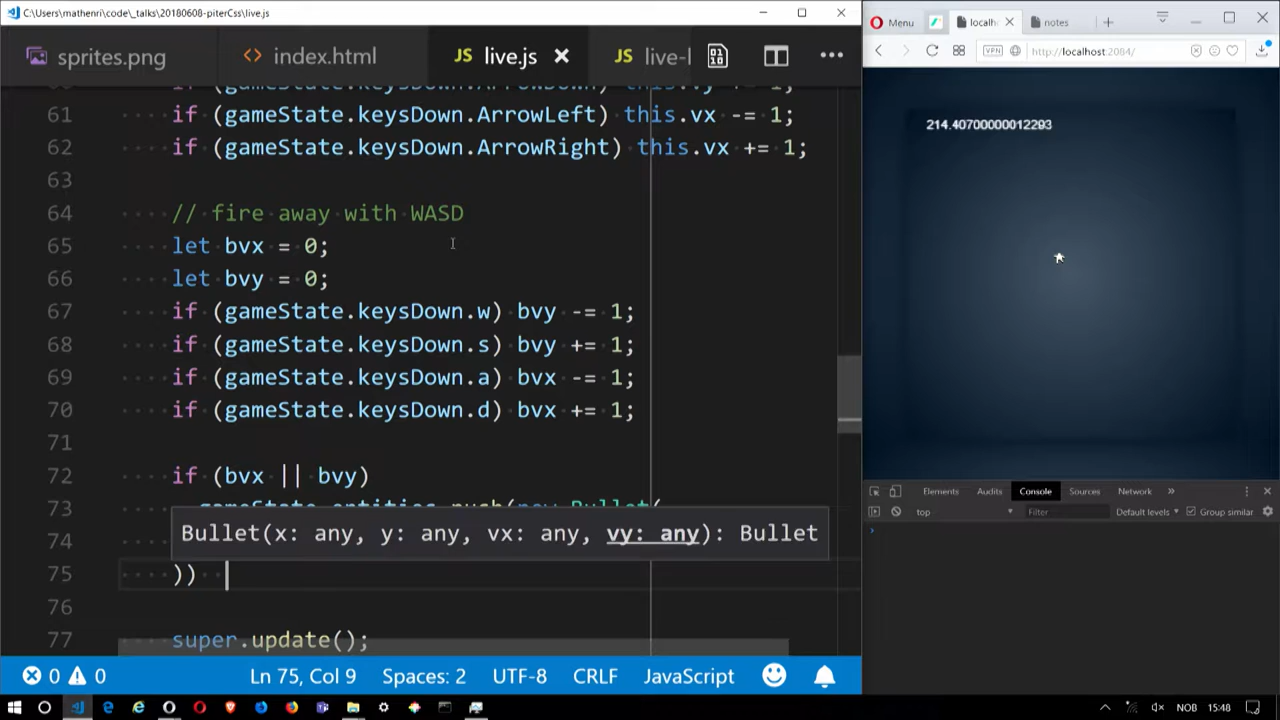 C:\Users\mathenri\code\_talks\20180608-piterCss\live.js
sprites.png
index.html
JS live.js
JS live-l
61 if (gameState.keysDown.ArrowLeft) this.vx -= 1;
62 if (gameState.keysDown.ArrowRight) this.vx += 1;
63
64 // fire away with WASD
65 let bvx = 0;
66 let bvy = 0;
67 if (gameState.keysDown.w) bvy -= 1;
68 if (gameState.keysDown.s) bvy += 1;
69 if (gameState.keysDown.a) bvx -= 1;
70 if (gameState.keysDown.d) bvx += 1;
71
72 if (bvx || bvy)
73 gameState.entities.push(new Bullet(
74
Bullet(x: any, y: any, vx: any, vy: any): Bullet
75 ))
76
77 super.update();
0 0
Ln 75, Col 9
Spaces: 2
UTF-8
CRLF
JavaScript
Menu
localh
notes
VPN
http://localhost:2084/
214.40700000012293
Elements
Audits
Console
Sources
Network
top
Filter
Default levels
Group similar
NOB
15:48